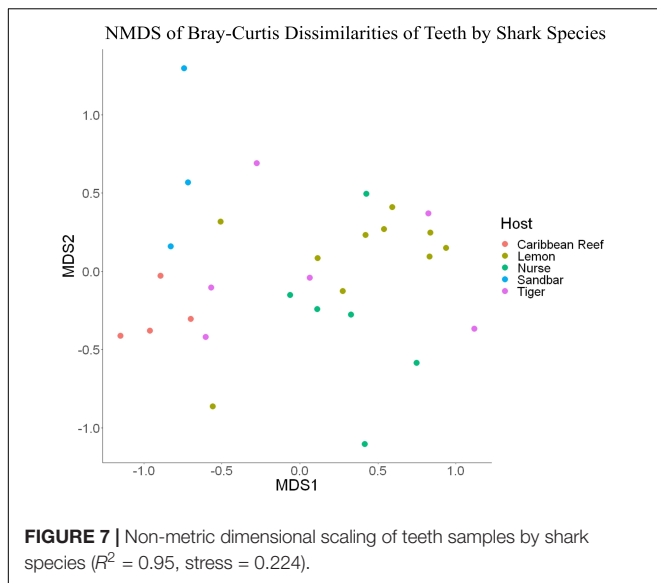 NMDS of Bray-Curtis Dissimilarities of Teeth by Shark Species
1.0
0.5
0.0
-0.5
-1.0
MDS2
-1.0 -0.5 0.0 0.5 1.0
MDS1
Host
Caribbean Reef
Lemon
Nurse
Sandbar
Tiger
FIGURE 7 | Non-metric dimensional scaling of teeth samples by shark
species (R² = 0.95, stress = 0.224).